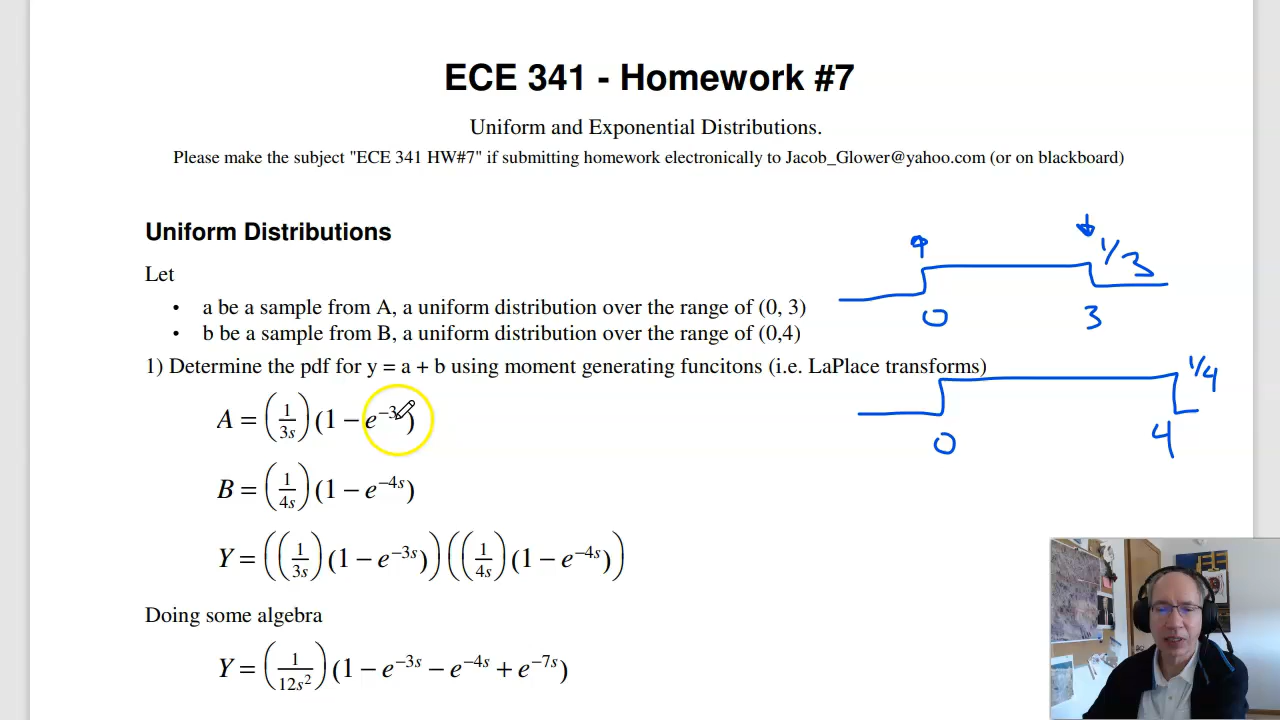 ECE 341 - Homework #7
Uniform and Exponential Distributions.
Please make the subject "ECE 341 HW#7" if submitting homework electronically to Jacob_Glower@yahoo.com (or on blackboard)
Uniform Distributions
Let
• a be a sample from A, a uniform distribution over the range of (0, 3)
• b be a sample from B, a uniform distribution over the range of (0,4)
1/3
0 3
1) Determine the pdf for y = a + b using moment generating funcitons (i.e. LaPlace transforms)
1/4
0 4
A = (1/3s)(1 − e^−3)
B = (1/4s)(1 − e^−4s)
Y = ((1/3s)(1 − e^−3s))((1/4s)(1 − e^−4s))
Doing some algebra
Y = (1/12s²)(1 − e^−3s − e^−4s + e^−7s)